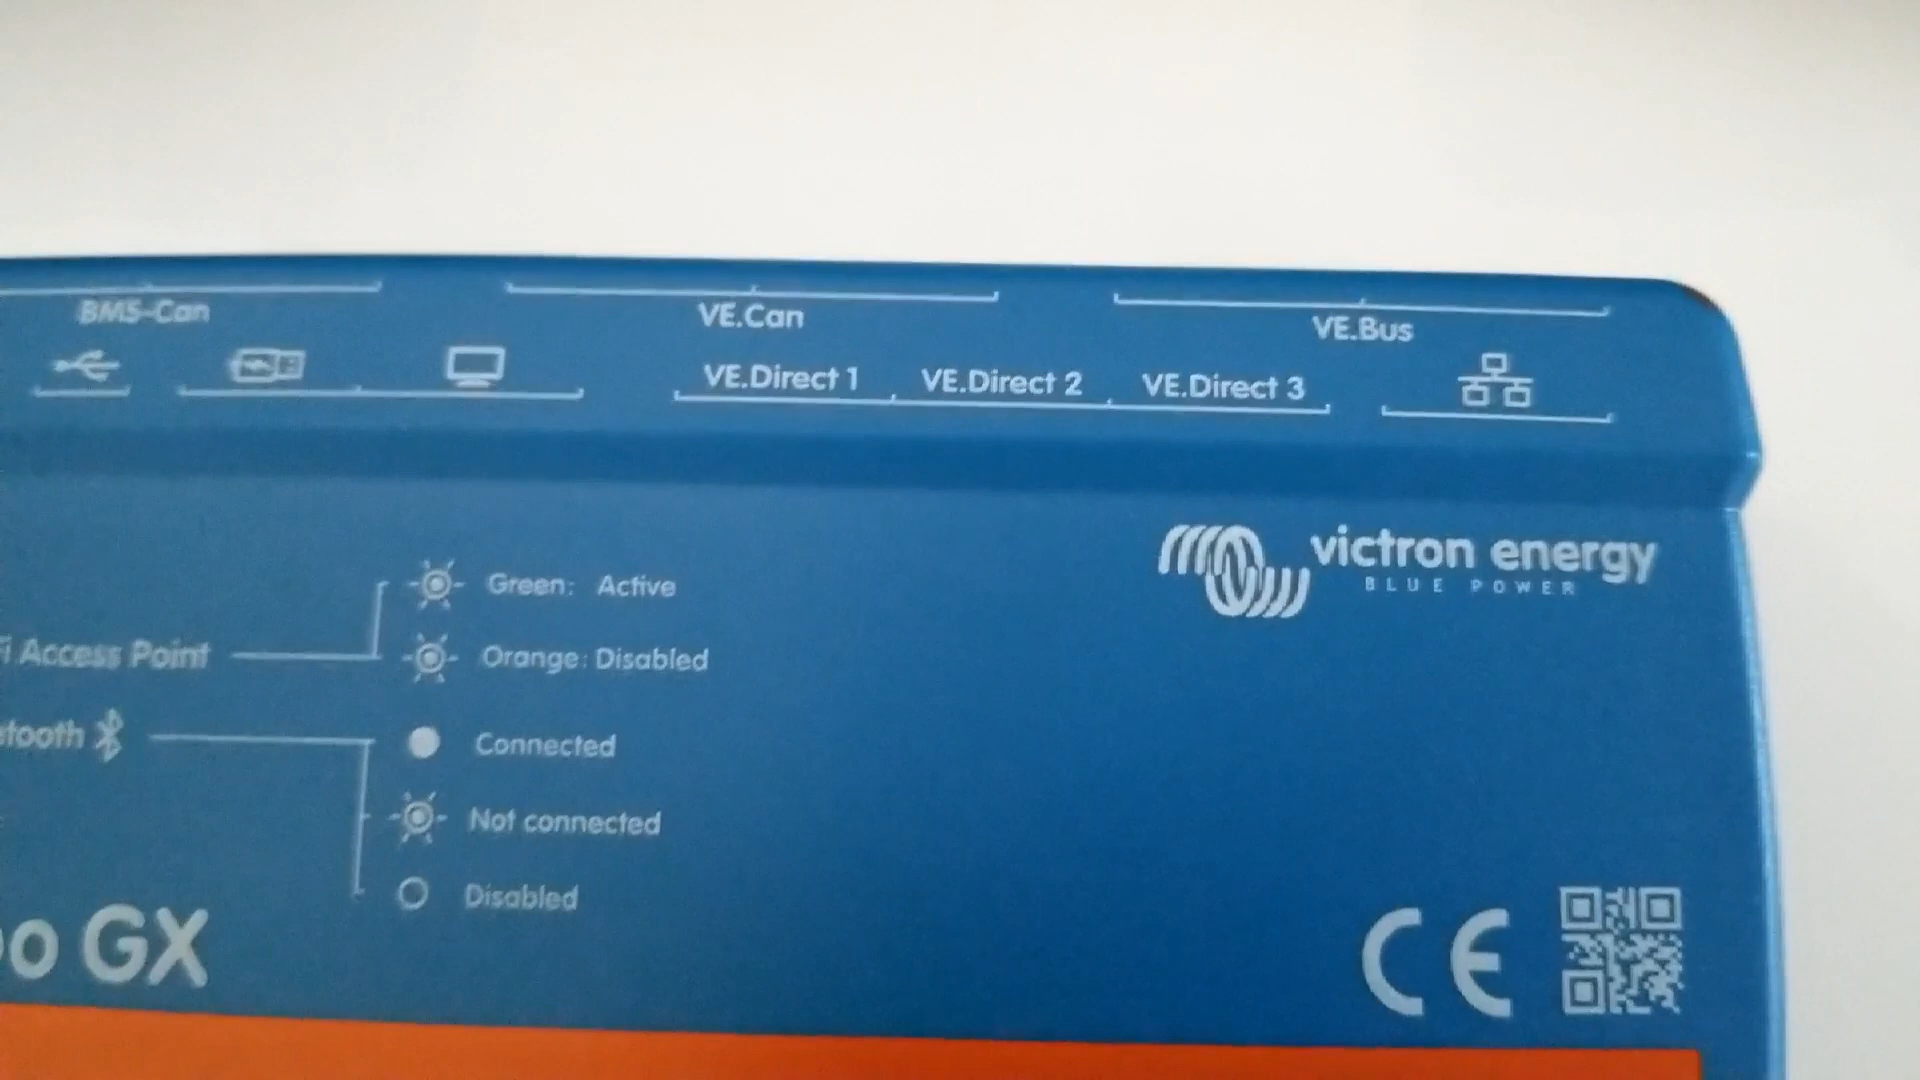 BMS-Can VE.Can VE.Bus
VE.Direct 1 VE.Direct 2 VE.Direct 3
victron energy
BLUE POWER
Green: Active
i Access Point
Orange: Disabled
tooth
Connected
Not connected
Disabled
o GX
CE